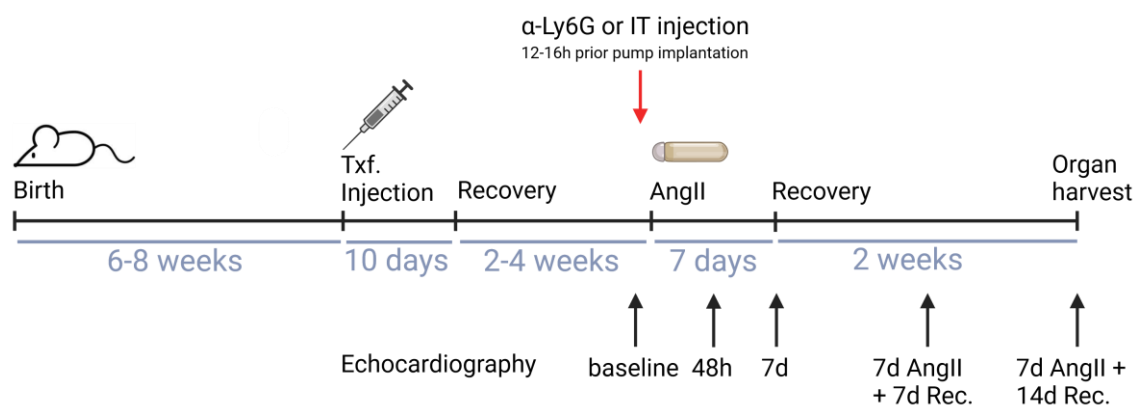 α-Ly6G or IT injection
12-16h prior pump implantation
Birth
Txf.
Injection
Recovery
AngII
Recovery
Organ
harvest
6-8 weeks
10 days
2-4 weeks
7 days
2 weeks
Echocardiography
baseline
48h
7d
7d AngII
+ 7d Rec.
7d AngII +
14d Rec.